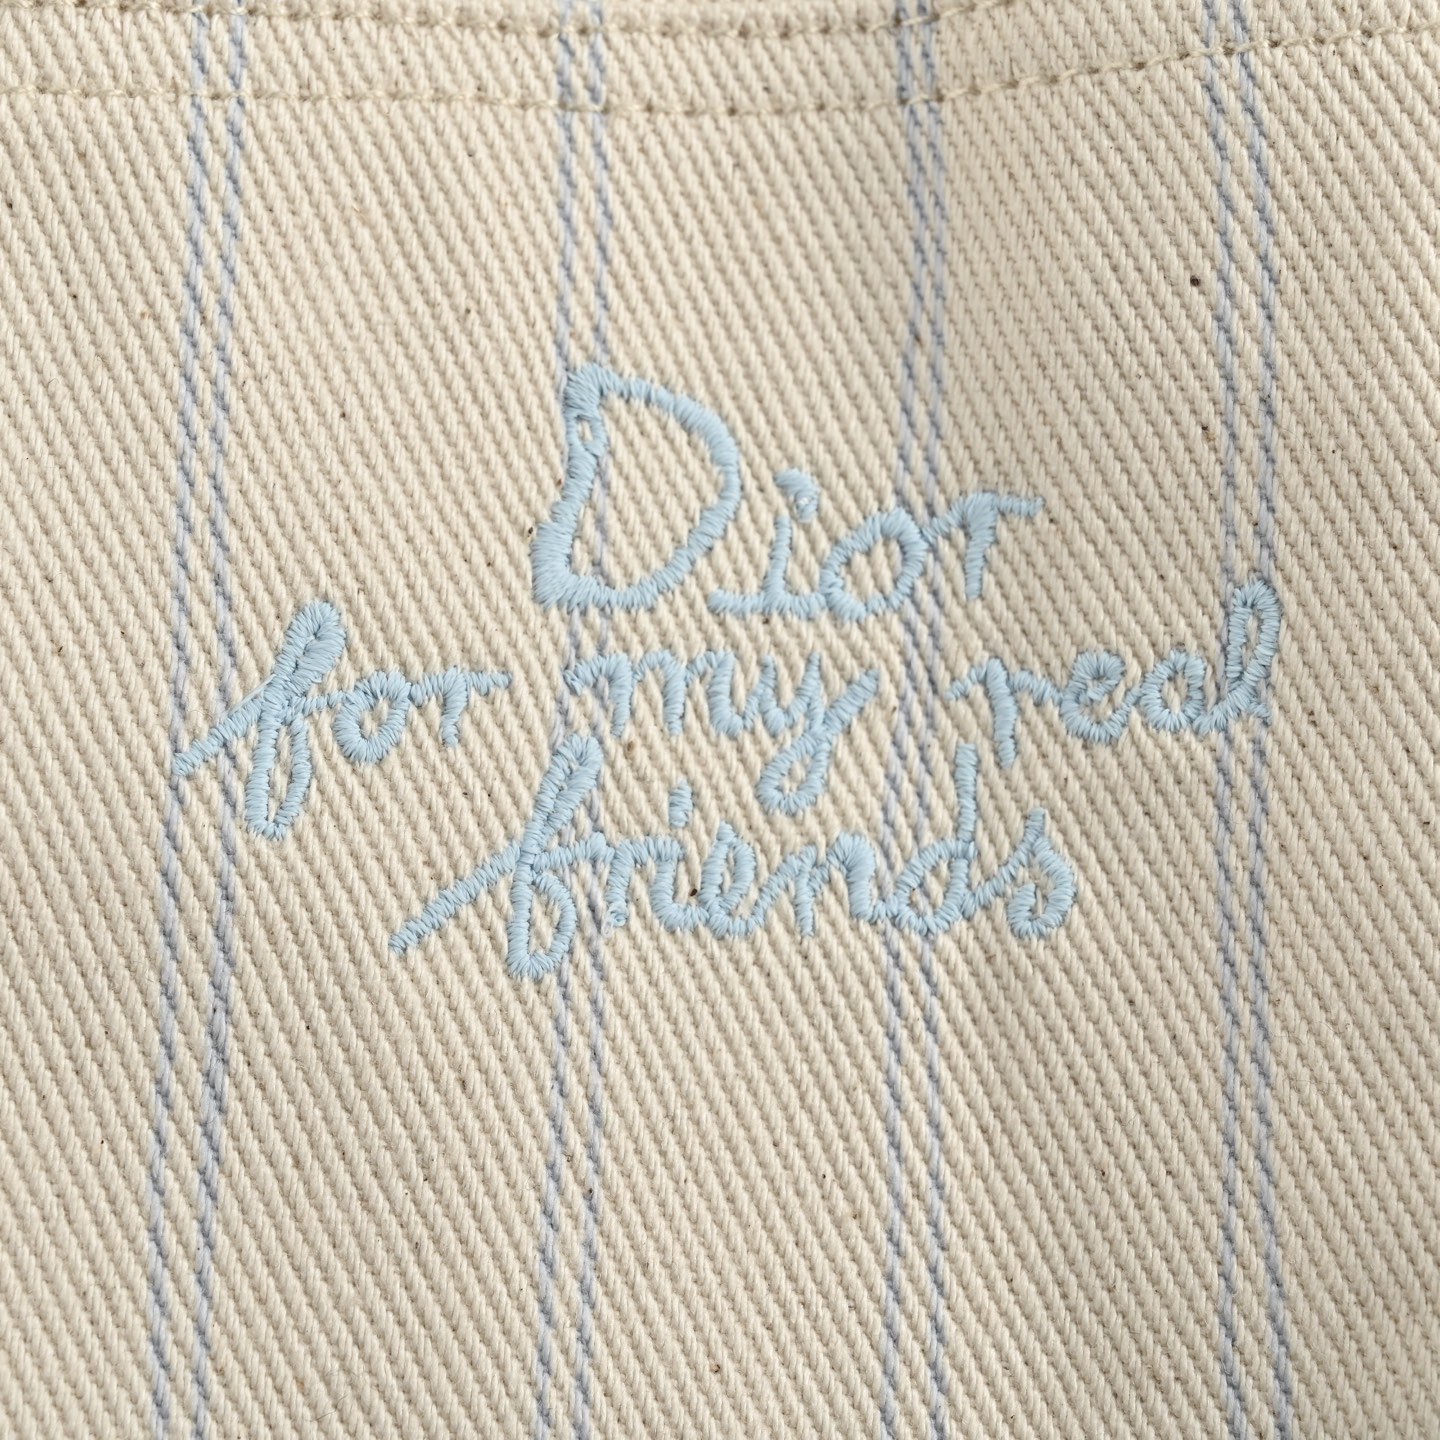 Dior
for my real
friends